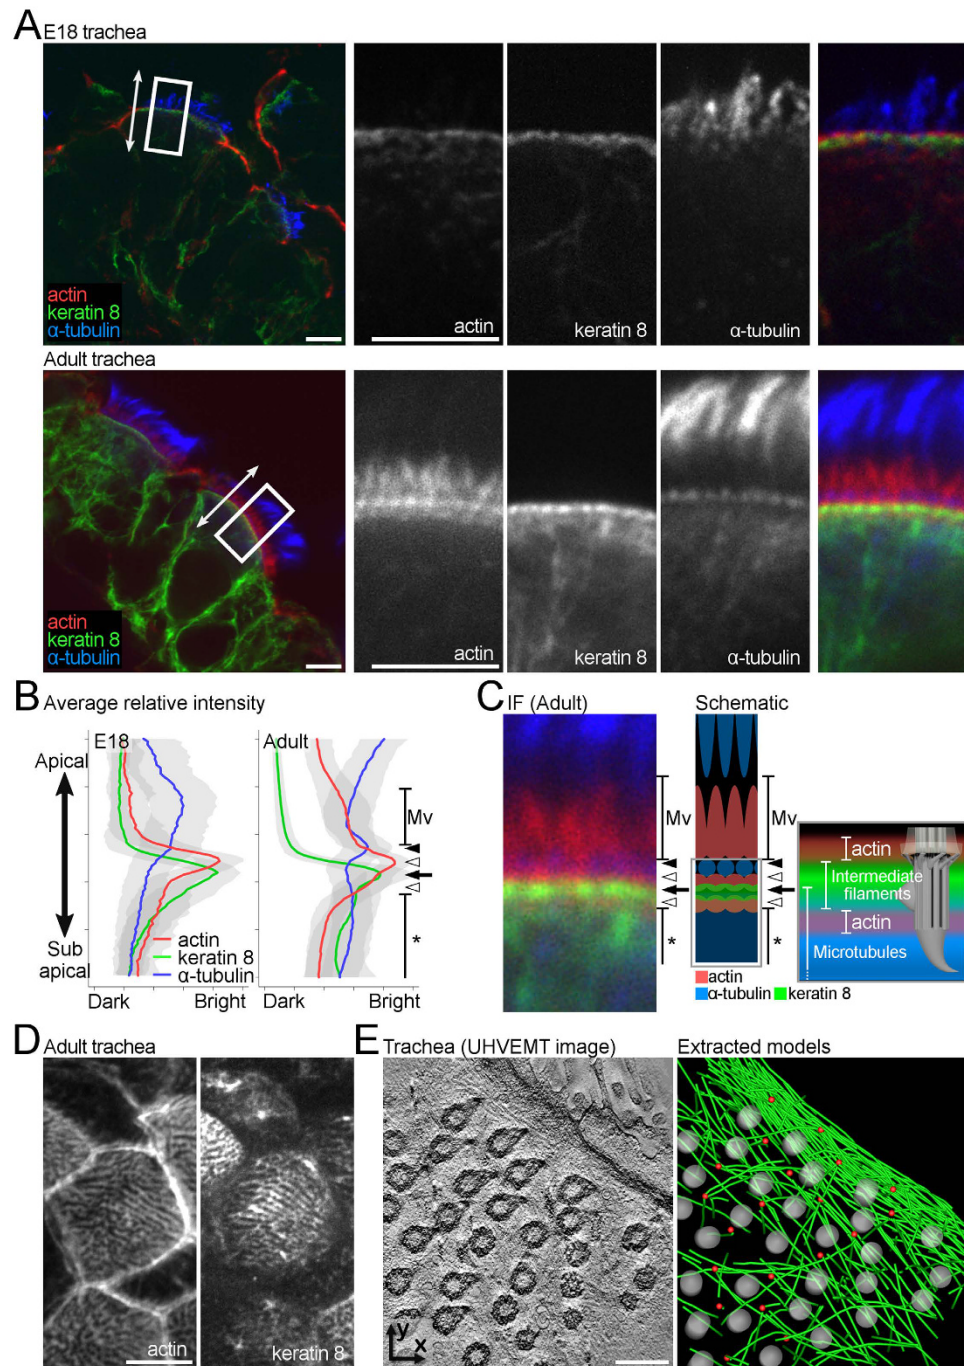 A E18 trachea
actin
keratin 8
α-tubulin
actin
keratin 8
α-tubulin
Adult trachea
actin
keratin 8
α-tubulin
actin
keratin 8
α-tubulin
B Average relative intensity
E18
Adult
Apical
Sub
apical
Mv
*
actin
keratin 8
α-tubulin
Dark Bright
Dark Bright
C IF (Adult) Schematic
Mv
Mv
*
*
actin
Intermediate
filaments
actin
Microtubules
actin
α-tubulin keratin 8
D Adult trachea
actin
keratin 8
E Trachea (UHVEMT image) Extracted models
y
x